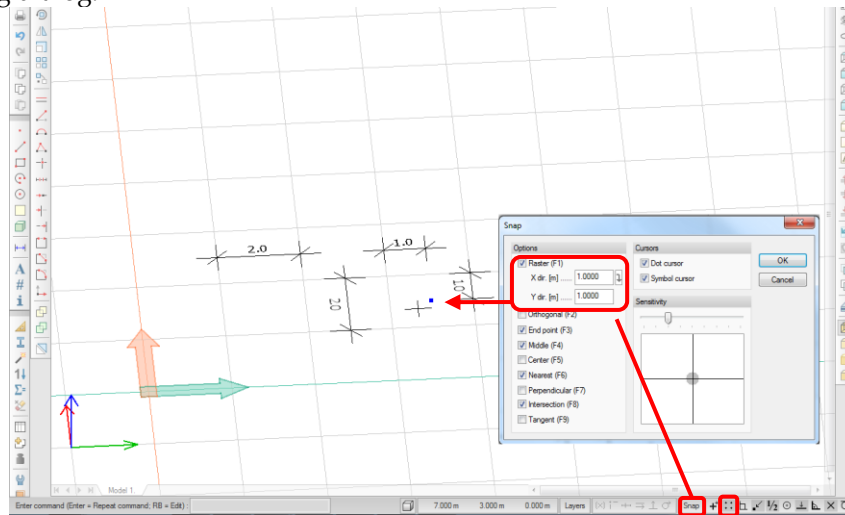 g dialog.
2.0
1.0
20
10
Snap
Options
Raster (F1)
X dir. [m] ...... 1.0000
Y dir. [m] ...... 1.0000
Orthogonal (F2)
End point (F3)
Middle (F4)
Center (F5)
Nearest (F6)
Perpendicular (F7)
Intersection (F8)
Tangent (F9)
Cursors
Dot cursor
Symbol cursor
Sensitivity
OK
Cancel
Model 1
Enter command (Enter = Repeat command; RB = Edit) :
7.000 m 3.000 m 0.000 m Layers Snap